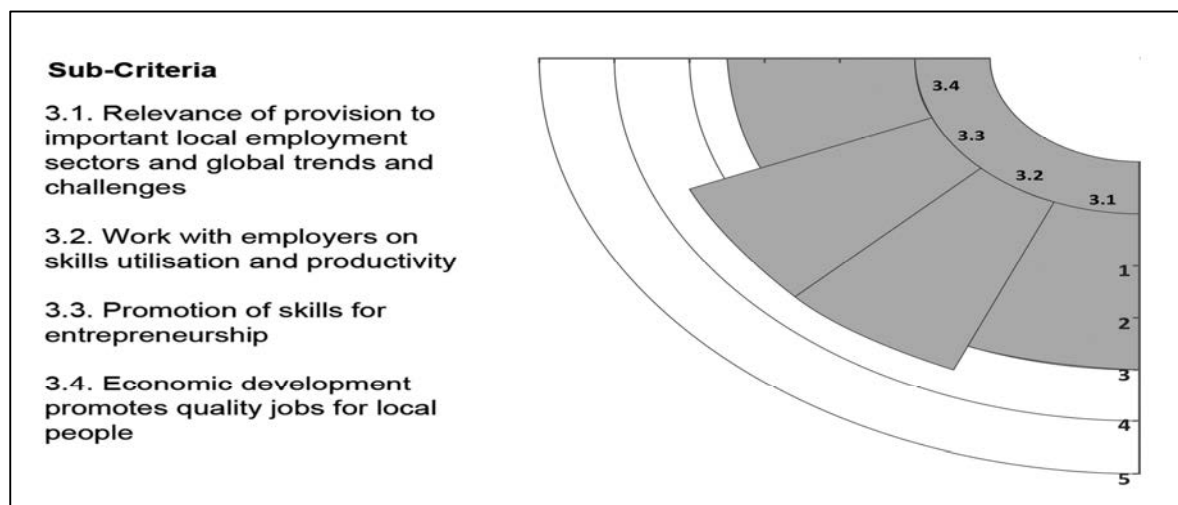 Sub-Criteria
3.1. Relevance of provision to
important local employment
sectors and global trends and
challenges
3.2. Work with employers on
skills utilisation and productivity
3.3. Promotion of skills for
entrepreneurship
3.4. Economic development
promotes quality jobs for local
people
3.4
3.3
3.2
3.1
1
2
3
4
5